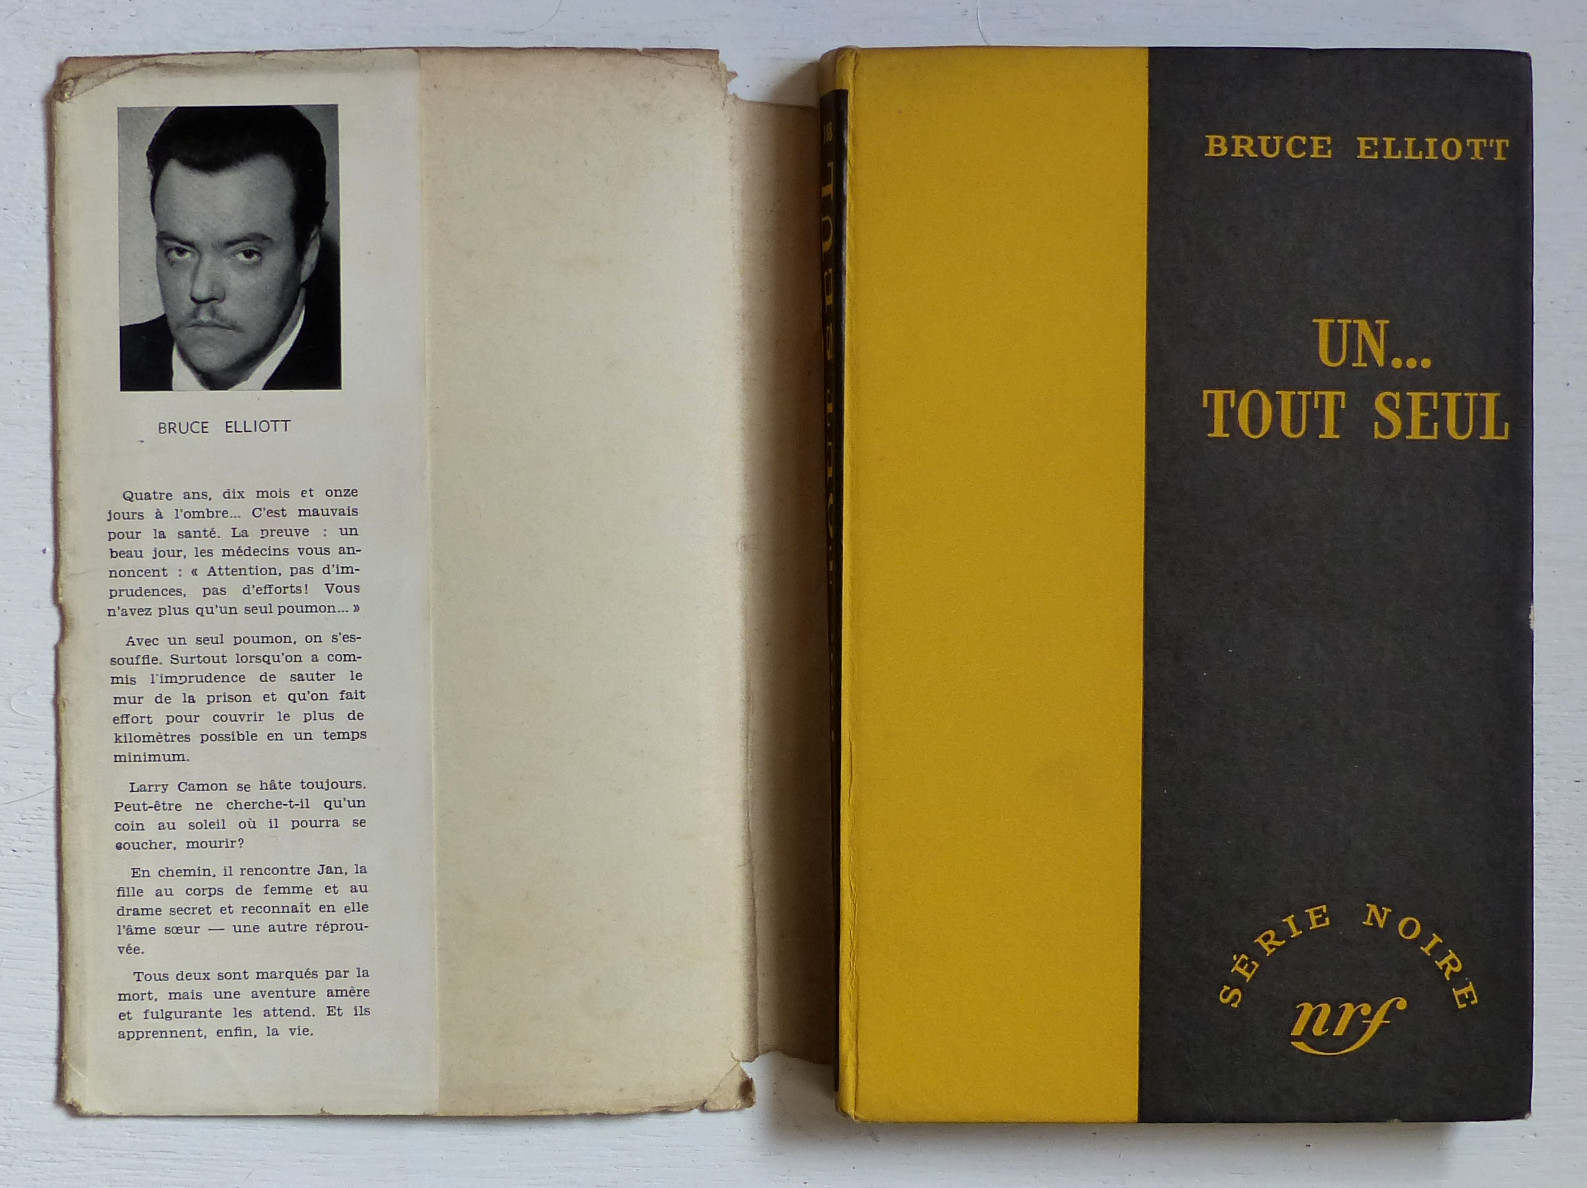 BRUCE ELLIOTT
Quatre ans, dix mois et onze
jours à l'ombre... C'est mauvais
pour la santé. La preuve : un
beau jour, les médecins vous an-
noncent : « Attention, pas d'im-
prudences, pas d'efforts! Vous
n'avez plus qu'un seul poumon... »
Avec un seul poumon, on s'es-
souffle. Surtout lorsqu'on a com-
mis l'imprudence de sauter le
mur de la prison et qu'on fait
effort pour couvrir le plus de
kilomètres possible en un temps
minimum.
Larry Camon se hâte toujours.
Peut-être ne cherche-t-il qu'un
coin au soleil où il pourra se
coucher, mourir?
En chemin, il rencontre Jan, la
fille au corps de femme et au
drame secret et reconnaît en elle
l'âme sœur — une autre réprou-
vée.
Tous deux sont marqués par la
mort, mais une aventure amère
et fulgurante les attend. Et ils
apprennent, enfin, la vie.
BRUCE ELLIOTT
UN...
TOUT SEUL
SÉRIE NOIRE
nrf